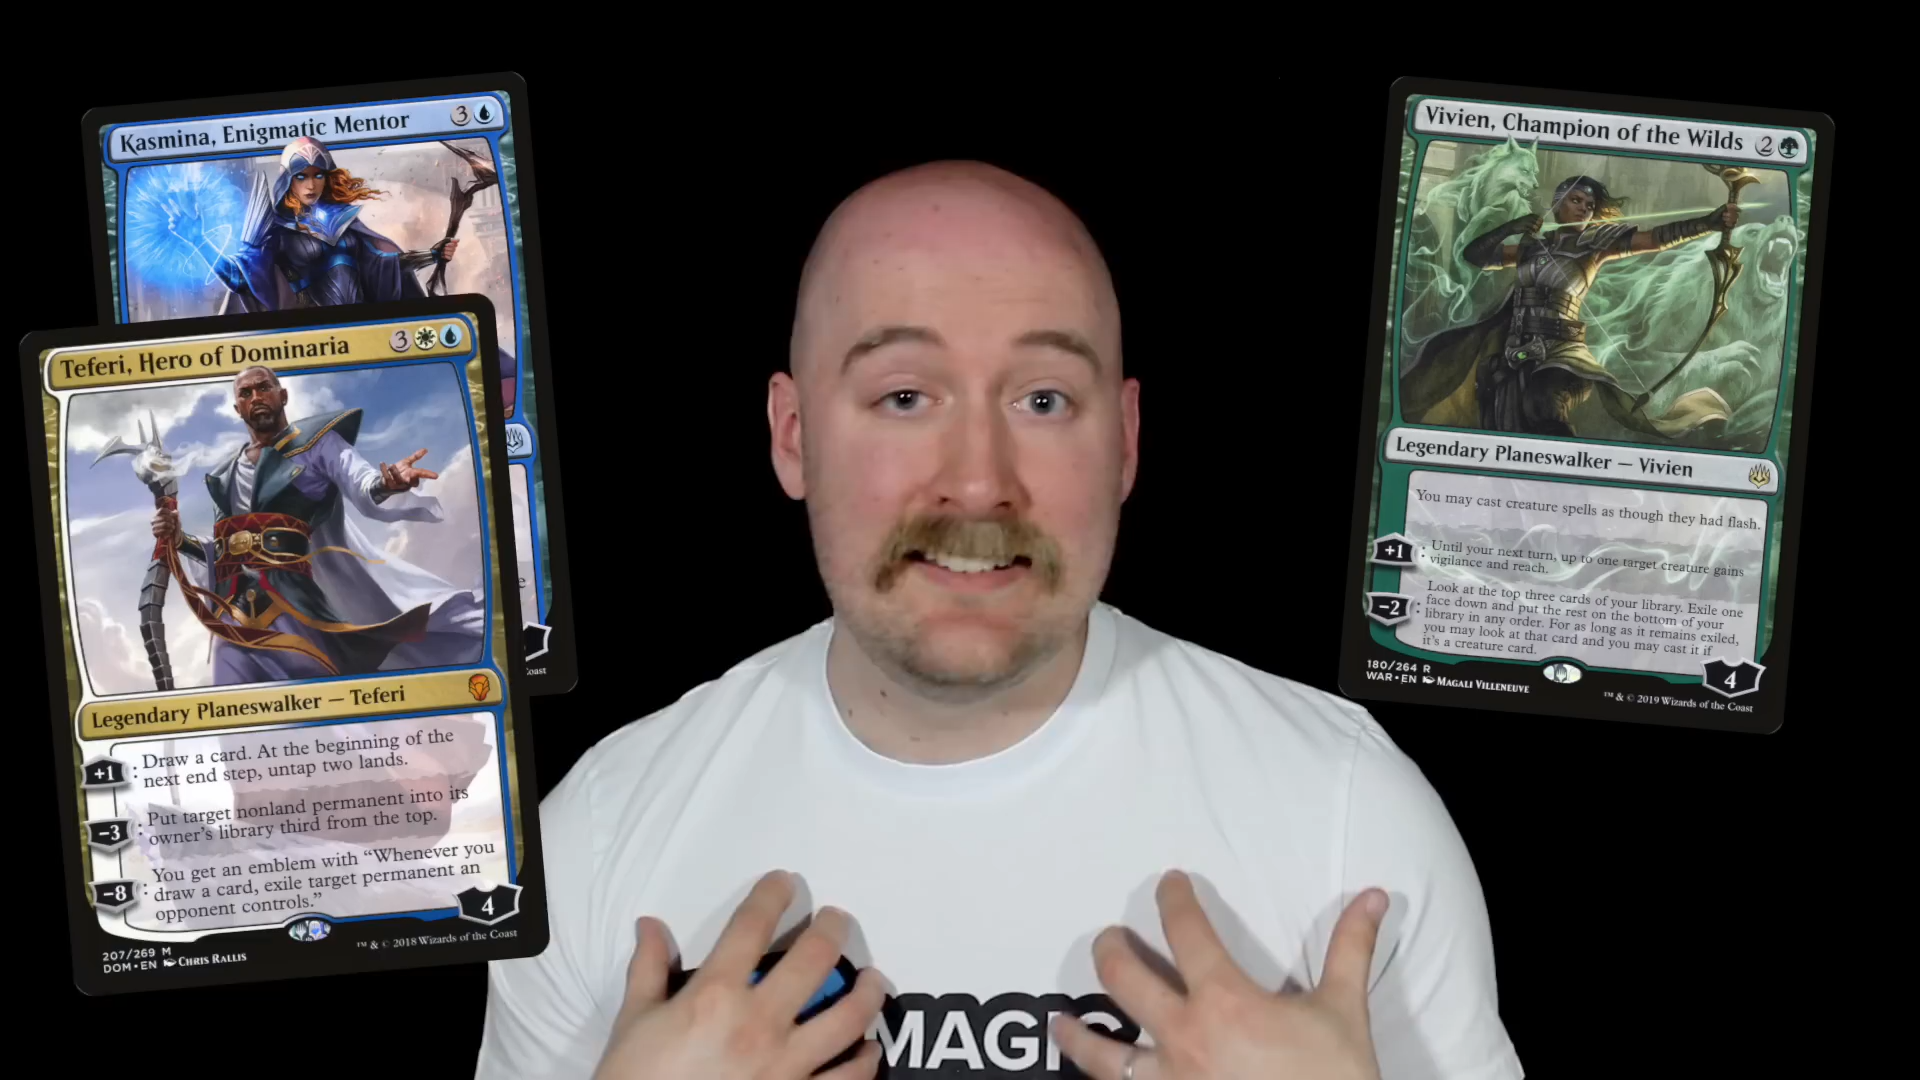 Kasmina, Enigmatic Mentor 3
Teferi, Hero of Dominaria 3
Legendary Planeswalker — Teferi
+1: Draw a card. At the beginning of the
next end step, untap two lands.
−3: Put target nonland permanent into its
owner's library third from the top.
−8: You get an emblem with “Whenever you
draw a card, exile target permanent an
opponent controls.”
4
207/269 M
DOM • EN Chris Rallis
™ & © 2018 Wizards of the Coast
Coast
Vivien, Champion of the Wilds 2
Legendary Planeswalker — Vivien
You may cast creature spells as though they had flash.
+1: Until your next turn, up to one target creature gains
vigilance and reach.
−2: Look at the top three cards of your library. Exile one
face down and put the rest on the bottom of your
library in any order. For as long as it remains exiled,
you may look at that card and you may cast it if
it's a creature card.
4
180/264 R
WAR • EN Magali Villeneuve
™ & © 2019 Wizards of the Coast
MAGIC